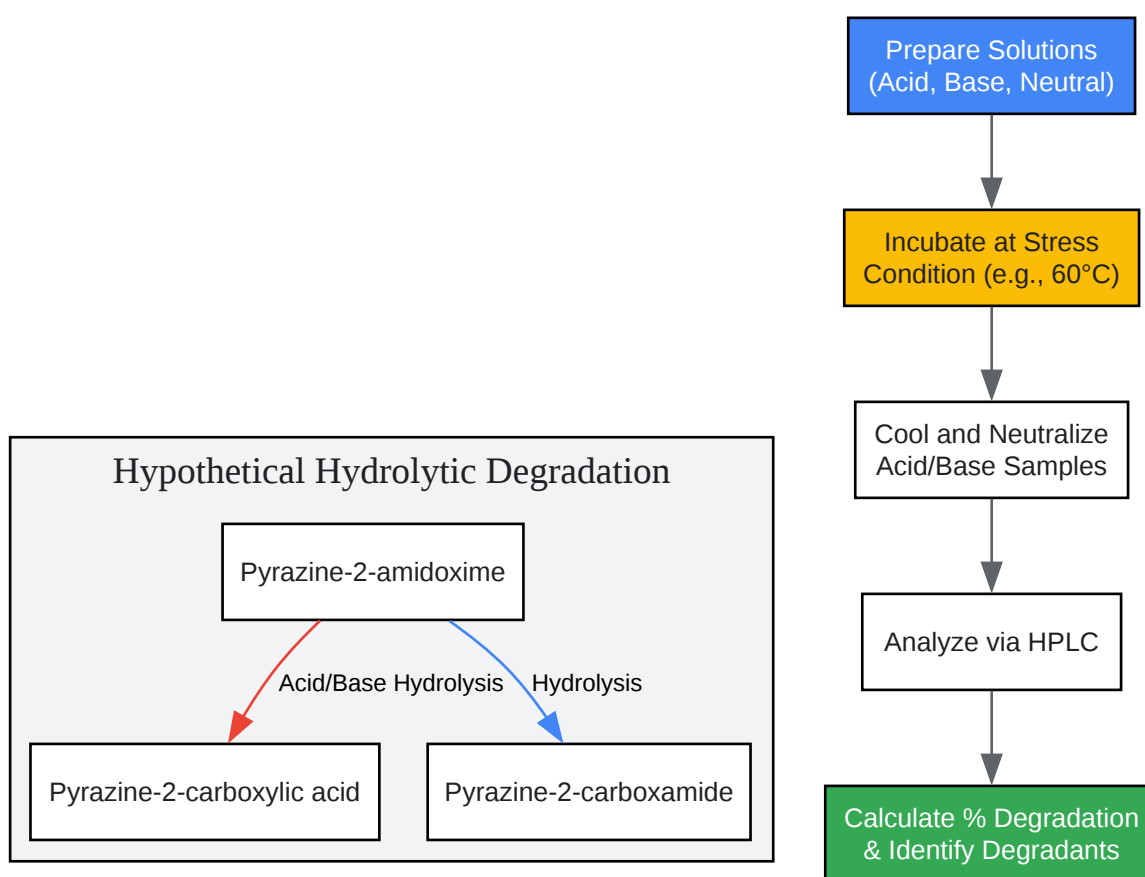 Prepare Solutions
(Acid, Base, Neutral)
Incubate at Stress
Condition (e.g., 60°C)
Cool and Neutralize
Acid/Base Samples
Analyze via HPLC
Calculate % Degradation
& Identify Degradants
Hypothetical Hydrolytic Degradation
Pyrazine-2-amidoxime
Acid/Base Hydrolysis
Hydrolysis
Pyrazine-2-carboxylic acid
Pyrazine-2-carboxamide